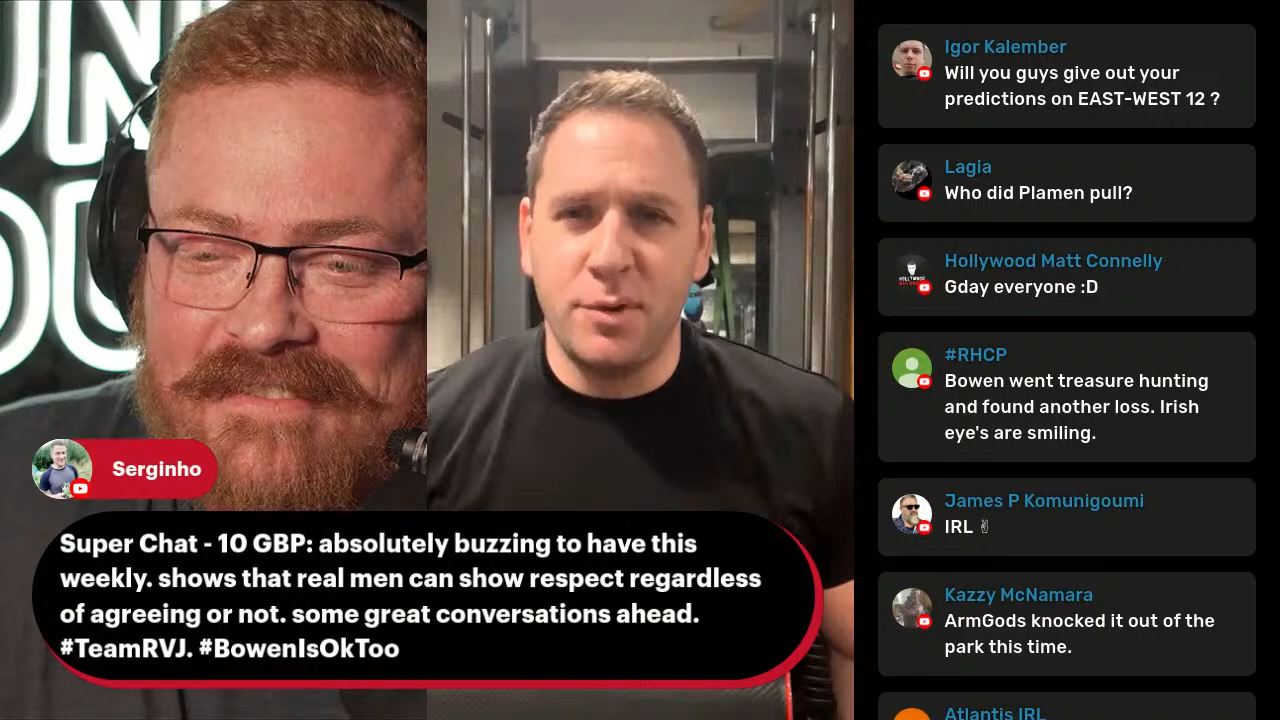 Serginho
Super Chat - 10 GBP: absolutely buzzing to have this
weekly. shows that real men can show respect regardless
of agreeing or not. some great conversations ahead.
#TeamRVJ. #BowenIsOkToo
Igor Kalember
Will you guys give out your
predictions on EAST-WEST 12 ?
Lagia
Who did Plamen pull?
Hollywood Matt Connelly
Gday everyone :D
#RHCP
Bowen went treasure hunting
and found another loss. Irish
eye's are smiling.
James P Komunigoumi
IRL ✌
Kazzy McNamara
ArmGods knocked it out of the
park this time.
Atlantis IRL